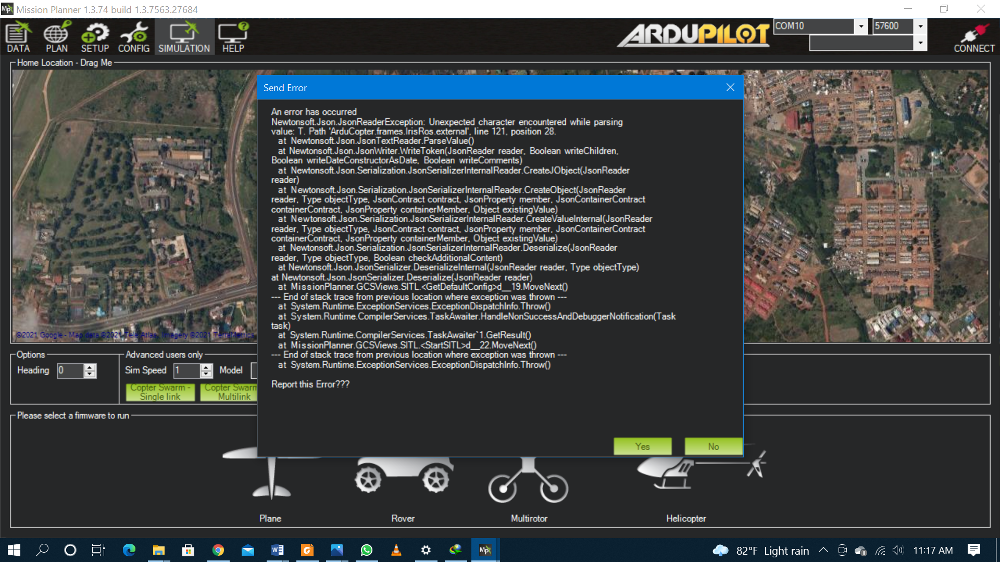 Mission Planner 1.3.74 build 1.3.7563.27684
DATA
PLAN
SETUP
CONFIG
SIMULATION
HELP
ARDUPILOT
COM10
57600
CONNECT
Home Location - Drag Me
Send Error
An error has occurred
Newtonsoft.Json.JsonReaderException: Unexpected character encountered while parsing
value: T. Path 'ArduCopter.frames.IrisRos.external', line 121, position 28.
at Newtonsoft.Json.JsonTextReader.ParseValue()
at Newtonsoft.Json.JsonWriter.WriteToken(JsonReader reader, Boolean writeChildren,
Boolean writeDateConstructorAsDate, Boolean writeComments)
at Newtonsoft.Json.Serialization.JsonSerializerInternalReader.CreateJObject(JsonReader
reader)
at Newtonsoft.Json.Serialization.JsonSerializerInternalReader.CreateObject(JsonReader
reader, Type objectType, JsonContract contract, JsonProperty member, JsonContainerContract
containerContract, JsonProperty containerMember, Object existingValue)
at Newtonsoft.Json.Serialization.JsonSerializerInternalReader.CreateValueInternal(JsonReader
reader, Type objectType, JsonContract contract, JsonProperty member, JsonContainerContract
containerContract, JsonProperty containerMember, Object existingValue)
at Newtonsoft.Json.Serialization.JsonSerializerInternalReader.Deserialize(JsonReader
reader, Type objectType, Boolean checkAdditionalContent)
at Newtonsoft.Json.JsonSerializer.DeserializeInternal(JsonReader reader, Type objectType)
at Newtonsoft.Json.JsonSerializer.Deserialize(JsonReader reader)
at MissionPlanner.GCSViews.SITL.<GetDefaultConfig>d__19.MoveNext()
--- End of stack trace from previous location where exception was thrown ---
at System.Runtime.ExceptionServices.ExceptionDispatchInfo.Throw()
at System.Runtime.CompilerServices.TaskAwaiter.HandleNonSuccessAndDebuggerNotification(Task
task)
at System.Runtime.CompilerServices.TaskAwaiter`1.GetResult()
at MissionPlanner.GCSViews.SITL.<StartSITL>d__22.MoveNext()
--- End of stack trace from previous location where exception was thrown ---
at System.Runtime.ExceptionServices.ExceptionDispatchInfo.Throw()
Report this Error???
Yes
No
©2021 Google - Map data ©2021 Tele Atlas, Imagery ©2021 TerraMetrics
Options
Heading 0
Advanced users only
Sim Speed 1 Model
Copter Swarm -
Single link
Copter Swarm
Multilink
Please select a firmware to run
Plane
Rover
Multirotor
Helicopter
82°F Light rain
11:17 AM